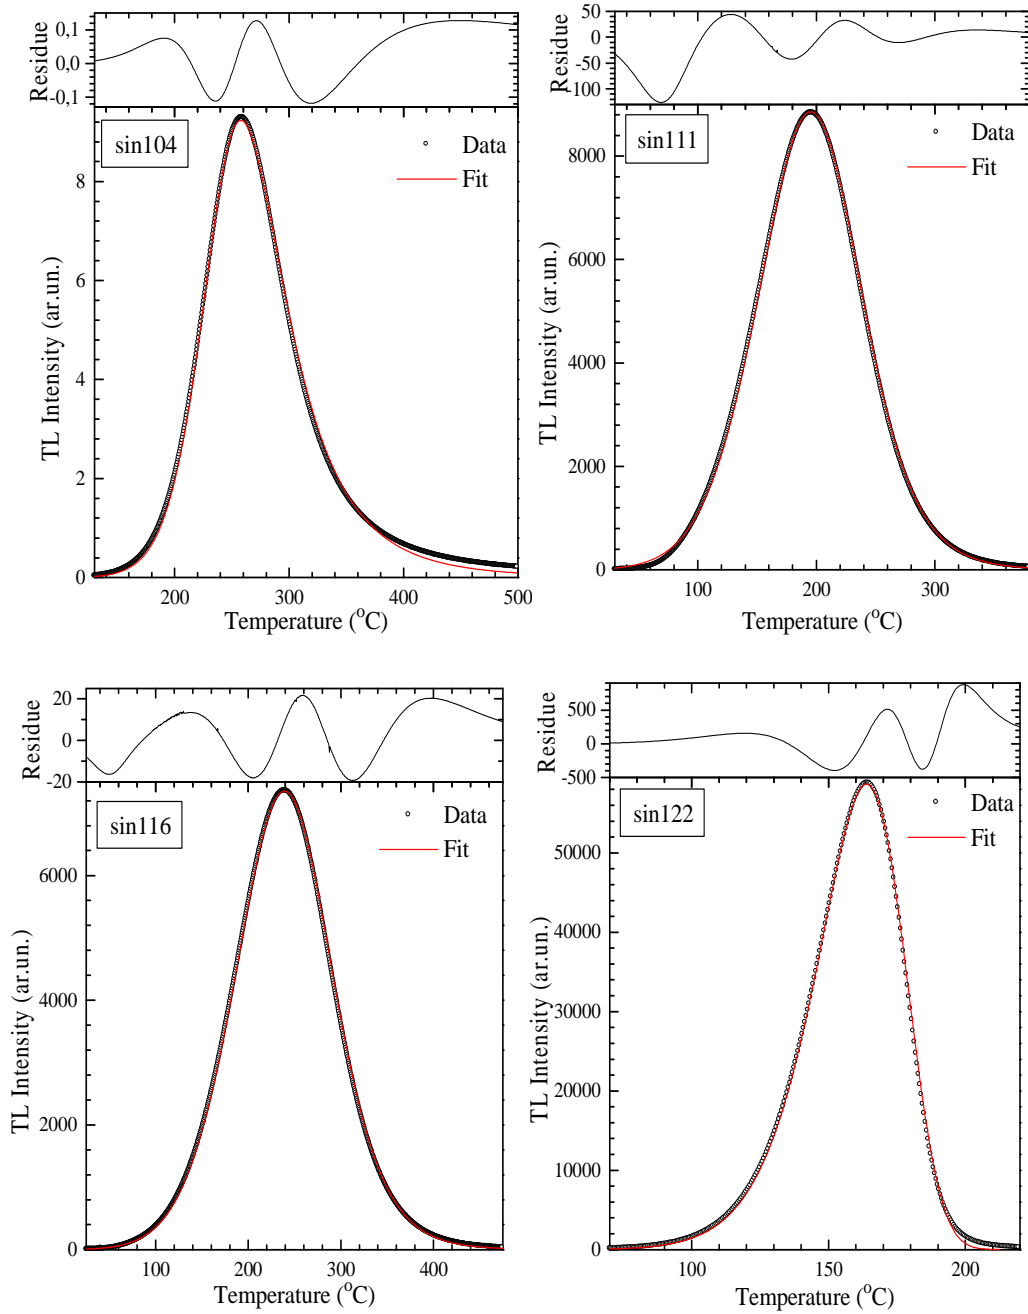 Residue
0,1
0,0
-0,1
sin104
Data
Fit
TL Intensity (ar.un.)
8
6
4
2
0
200 300 400 500
Temperature (°C)
Residue
50
0
-50
-100
sin111
Data
Fit
TL Intensity (ar.un.)
8000
6000
4000
2000
0
100 200 300
Temperature (°C)
Residue
20
0
-20
sin116
Data
Fit
TL Intensity (ar.un.)
6000
4000
2000
0
100 200 300 400
Temperature (°C)
Residue
500
0
-500
sin122
Data
Fit
TL Intensity (ar.un.)
50000
40000
30000
20000
10000
0
100 150 200
Temperature (°C)